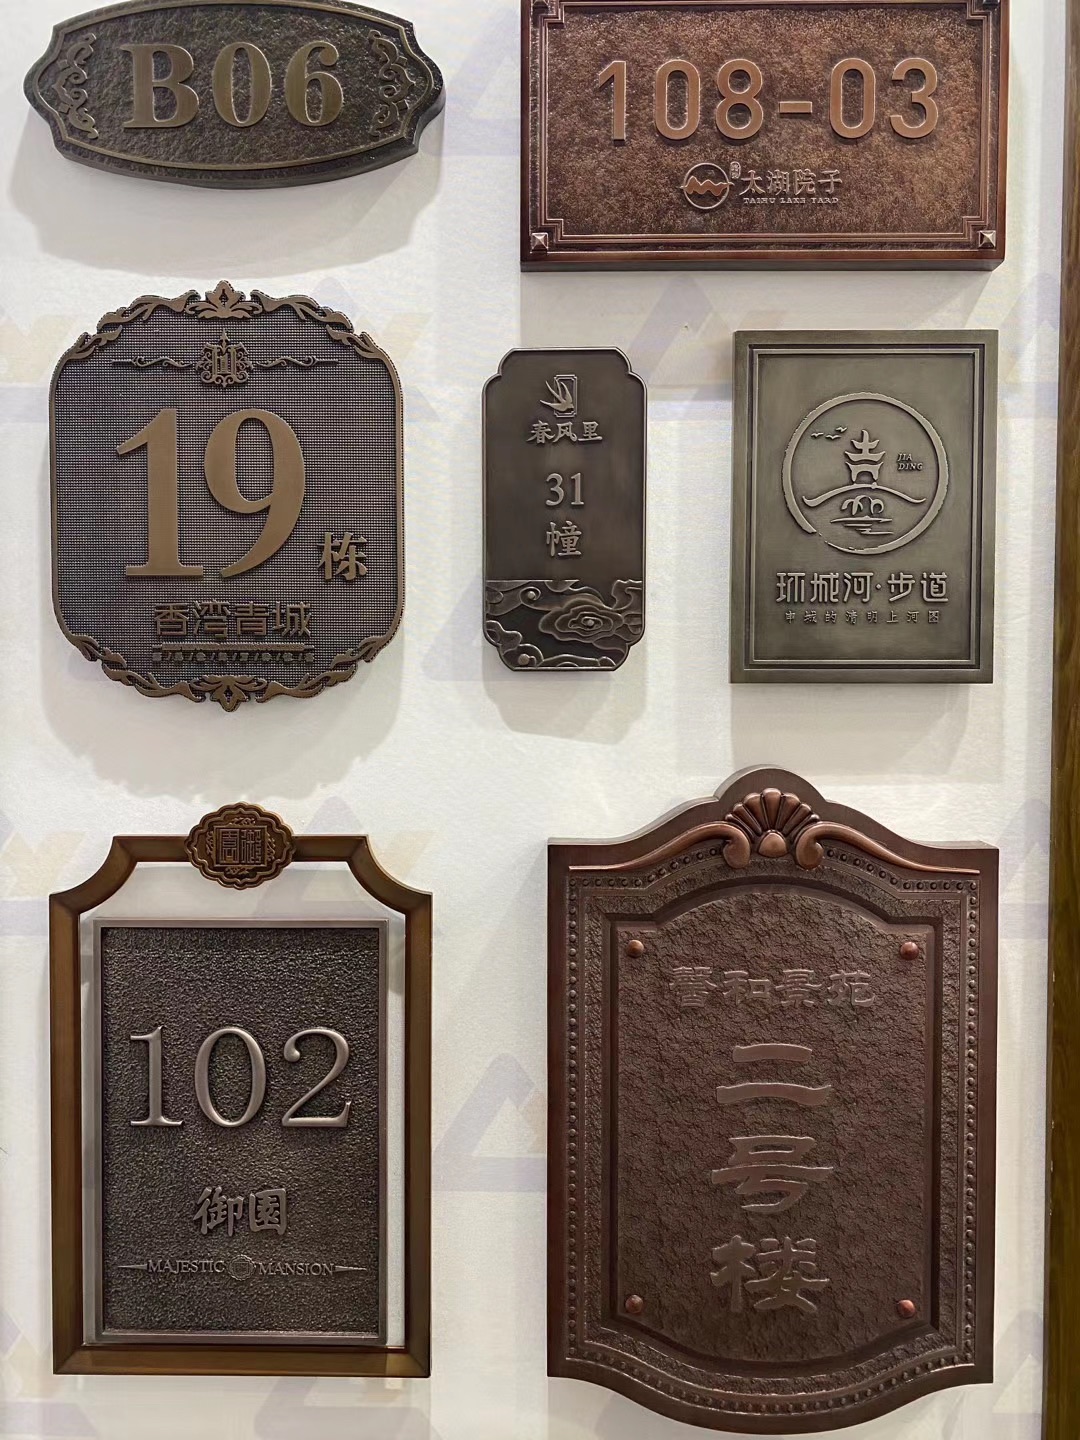 B06
108-03
太湖院子
TAIHU LAKE YARD
19
栋
香湾青城
春风里
31
幢
JIA
DING
环城河·步道
申城的清明上河图
102
御園
MAJESTIC MANSION
馨和景苑
二
号
楼